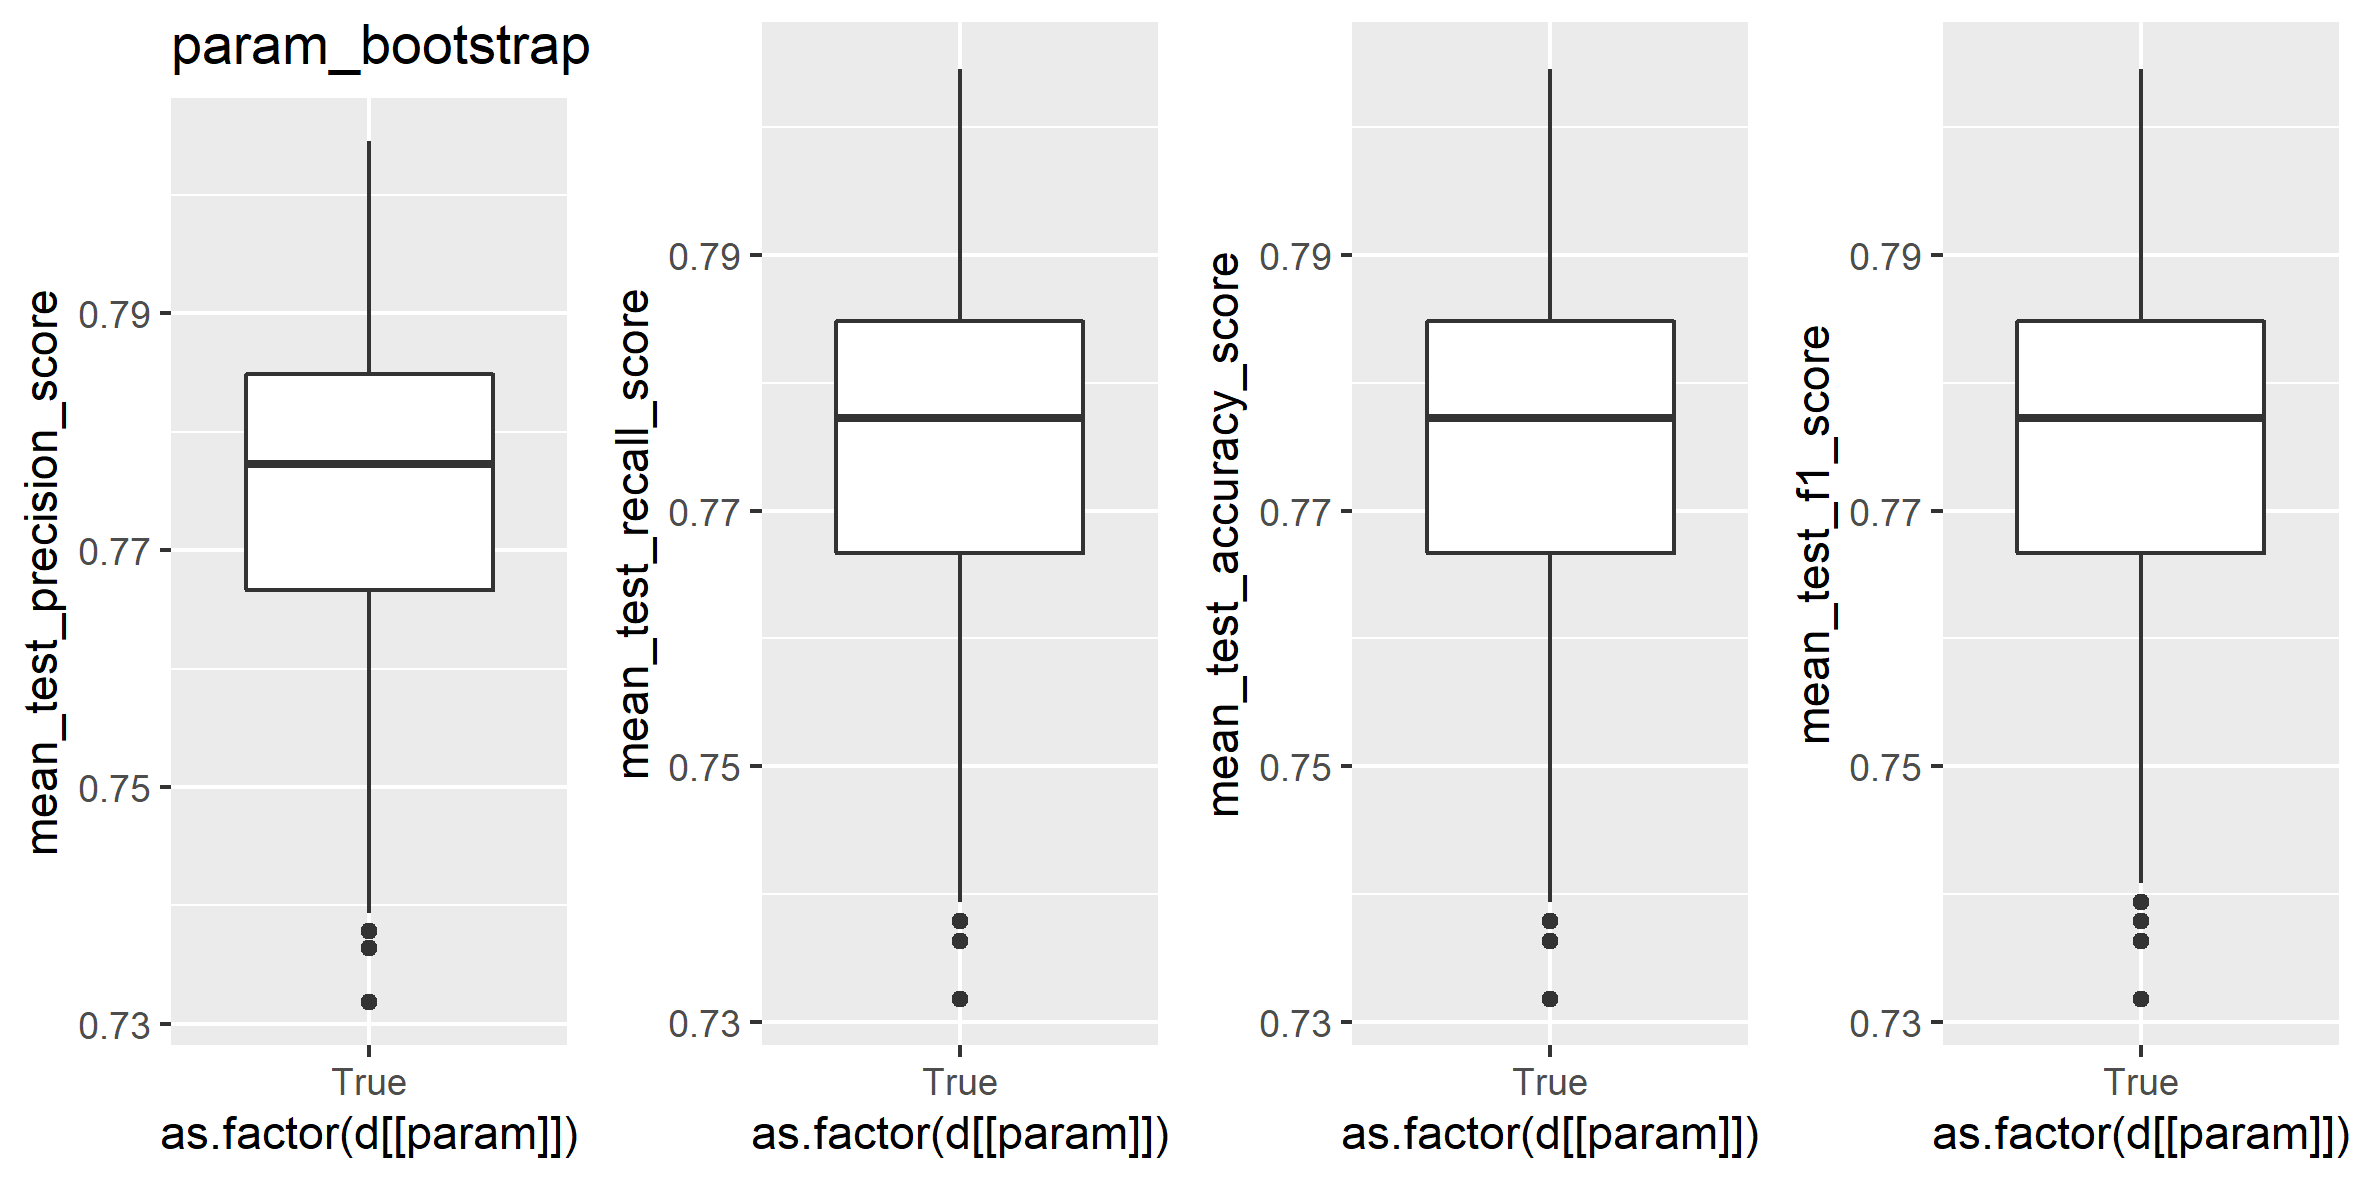 param_bootstrap
mean_test_precision_score
0.79
0.77
0.75
0.73
True
as.factor(d[[param]])
mean_test_recall_score
0.79
0.77
0.75
0.73
True
as.factor(d[[param]])
mean_test_accuracy_score
0.79
0.77
0.75
0.73
True
as.factor(d[[param]])
mean_test_f1_score
0.79
0.77
0.75
0.73
True
as.factor(d[[param]])